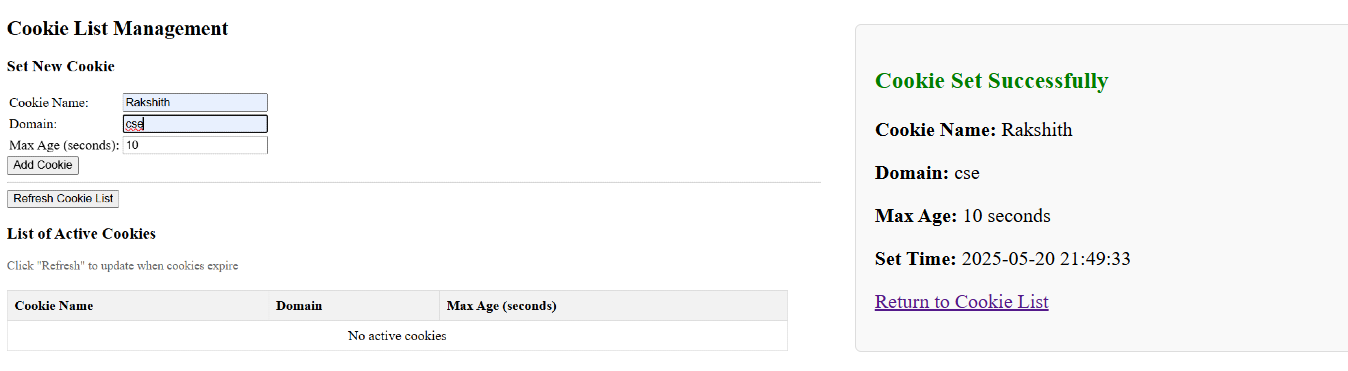 Cookie List Management
Set New Cookie
Cookie Name: Rakshith
Domain: cse
Max Age (seconds): 10
Add Cookie
Refresh Cookie List
List of Active Cookies
Click "Refresh" to update when cookies expire
Cookie Name Domain Max Age (seconds)
No active cookies
Cookie Set Successfully
Cookie Name: Rakshith
Domain: cse
Max Age: 10 seconds
Set Time: 2025-05-20 21:49:33
Return to Cookie List